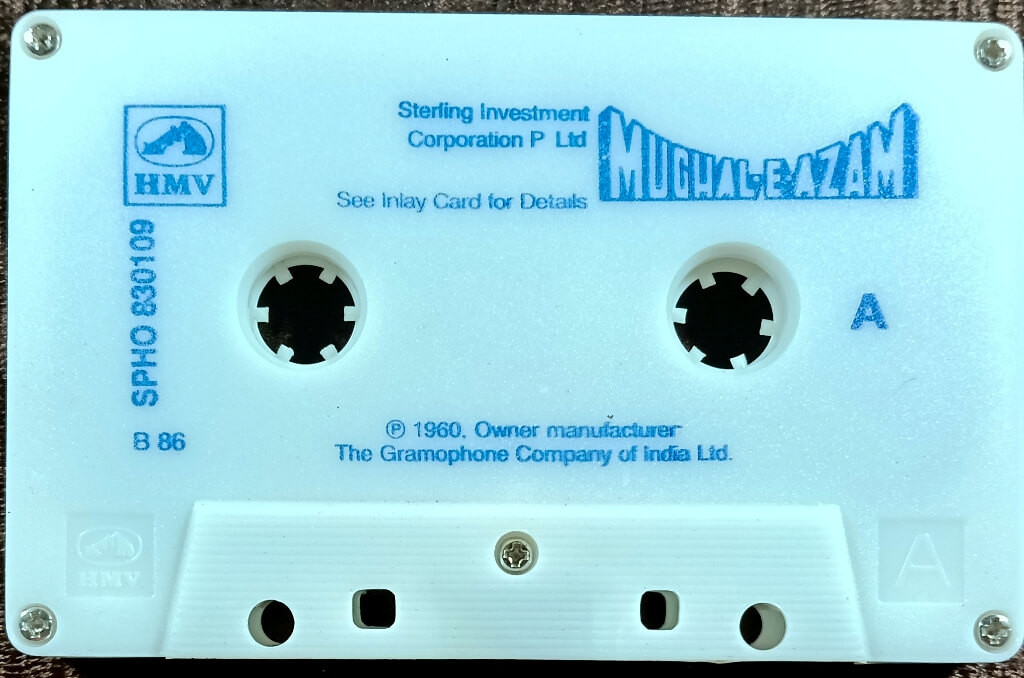 HMV
Sterling Investment
Corporation P Ltd
MUGHAL-E-AZAM
See Inlay Card for Details
SPHO 830109
A
B 86
℗ 1960. Owner manufacturer
The Gramophone Company of India Ltd.
HMV
A